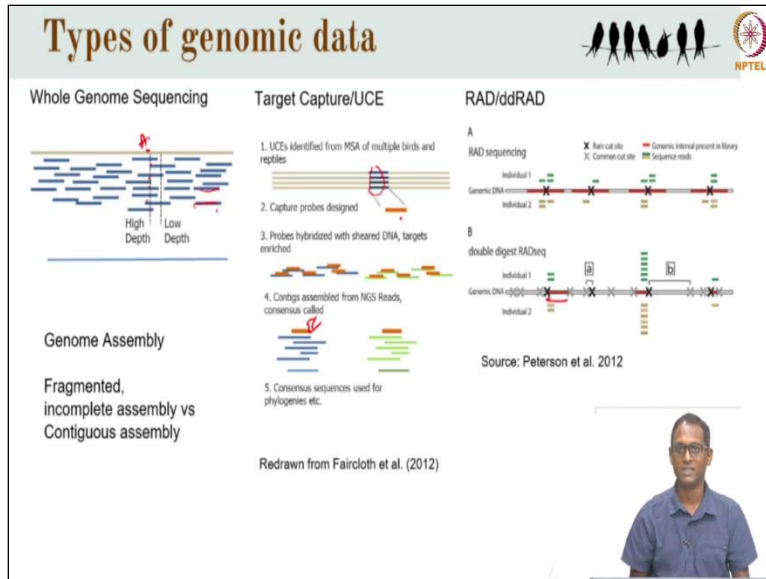 Types of genomic data
NPTEL
Whole Genome Sequencing
High Depth
Low Depth
Genome Assembly
Fragmented,
incomplete assembly vs
Contiguous assembly
Target Capture/UCE
1. UCEs identified from MSA of multiple birds and
reptiles
2. Capture probes designed
3. Probes hybridized with sheared DNA, targets
enriched
4. Contigs assembled from NGS Reads,
consensus called
5. Consensus sequences used for
phylogenies etc.
Redrawn from Faircloth et al. (2012)
RAD/ddRAD
A
RAD sequencing
Rare cut site
Common cut site
Genomic interval present in library
Sequence reads
Individual 1
Genomic DNA
Individual 2
B
double digest RADseq
a
b
Individual 1
Genomic DNA
Individual 2
Source: Peterson et al. 2012